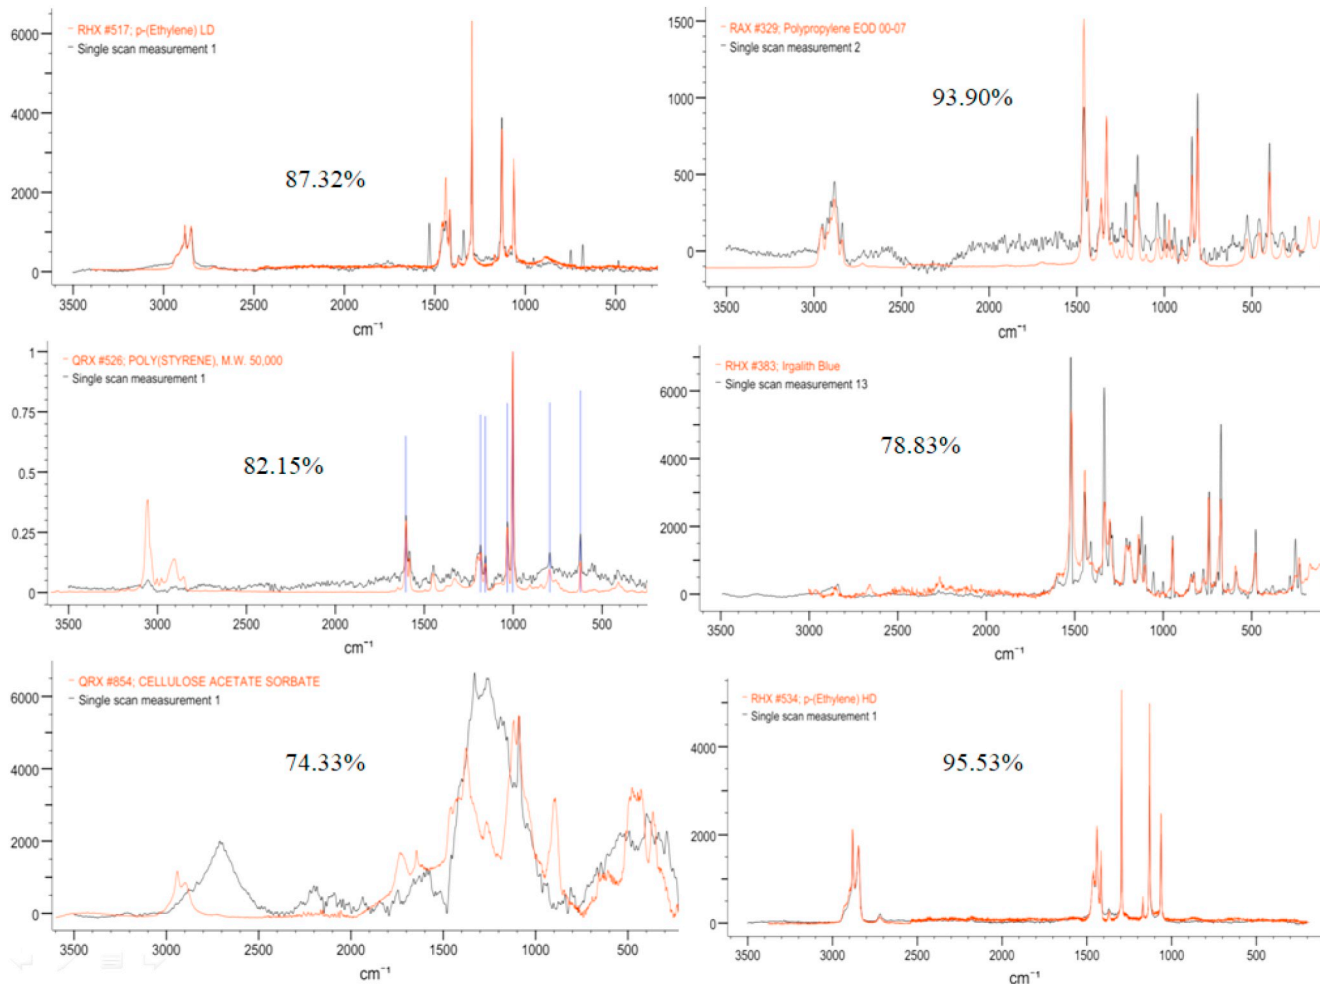 RHX #517; p-(Ethylene) LD
Single scan measurement 1
87.32%
6000
4000
2000
0
3500 3000 2500 2000 1500 1000 500
cm⁻¹
RAX #329; Polypropylene EOD 00-07
Single scan measurement 2
93.90%
1500
1000
500
0
3500 3000 2500 2000 1500 1000 500
cm⁻¹
QRX #526; POLY(STYRENE), M.W. 50,000
Single scan measurement 1
82.15%
1
0.75
0.5
0.25
0
3500 3000 2500 2000 1500 1000 500
cm⁻¹
RHX #383; Irgalith Blue
Single scan measurement 13
78.83%
6000
4000
2000
0
3500 3000 2500 2000 1500 1000 500
cm⁻¹
QRX #854; CELLULOSE ACETATE SORBATE
Single scan measurement 1
74.33%
6000
4000
2000
0
3500 3000 2500 2000 1500 1000 500
cm⁻¹
RHX #534; p-(Ethylene) HD
Single scan measurement 1
95.53%
4000
2000
0
3500 3000 2500 2000 1500 1000 500
cm⁻¹